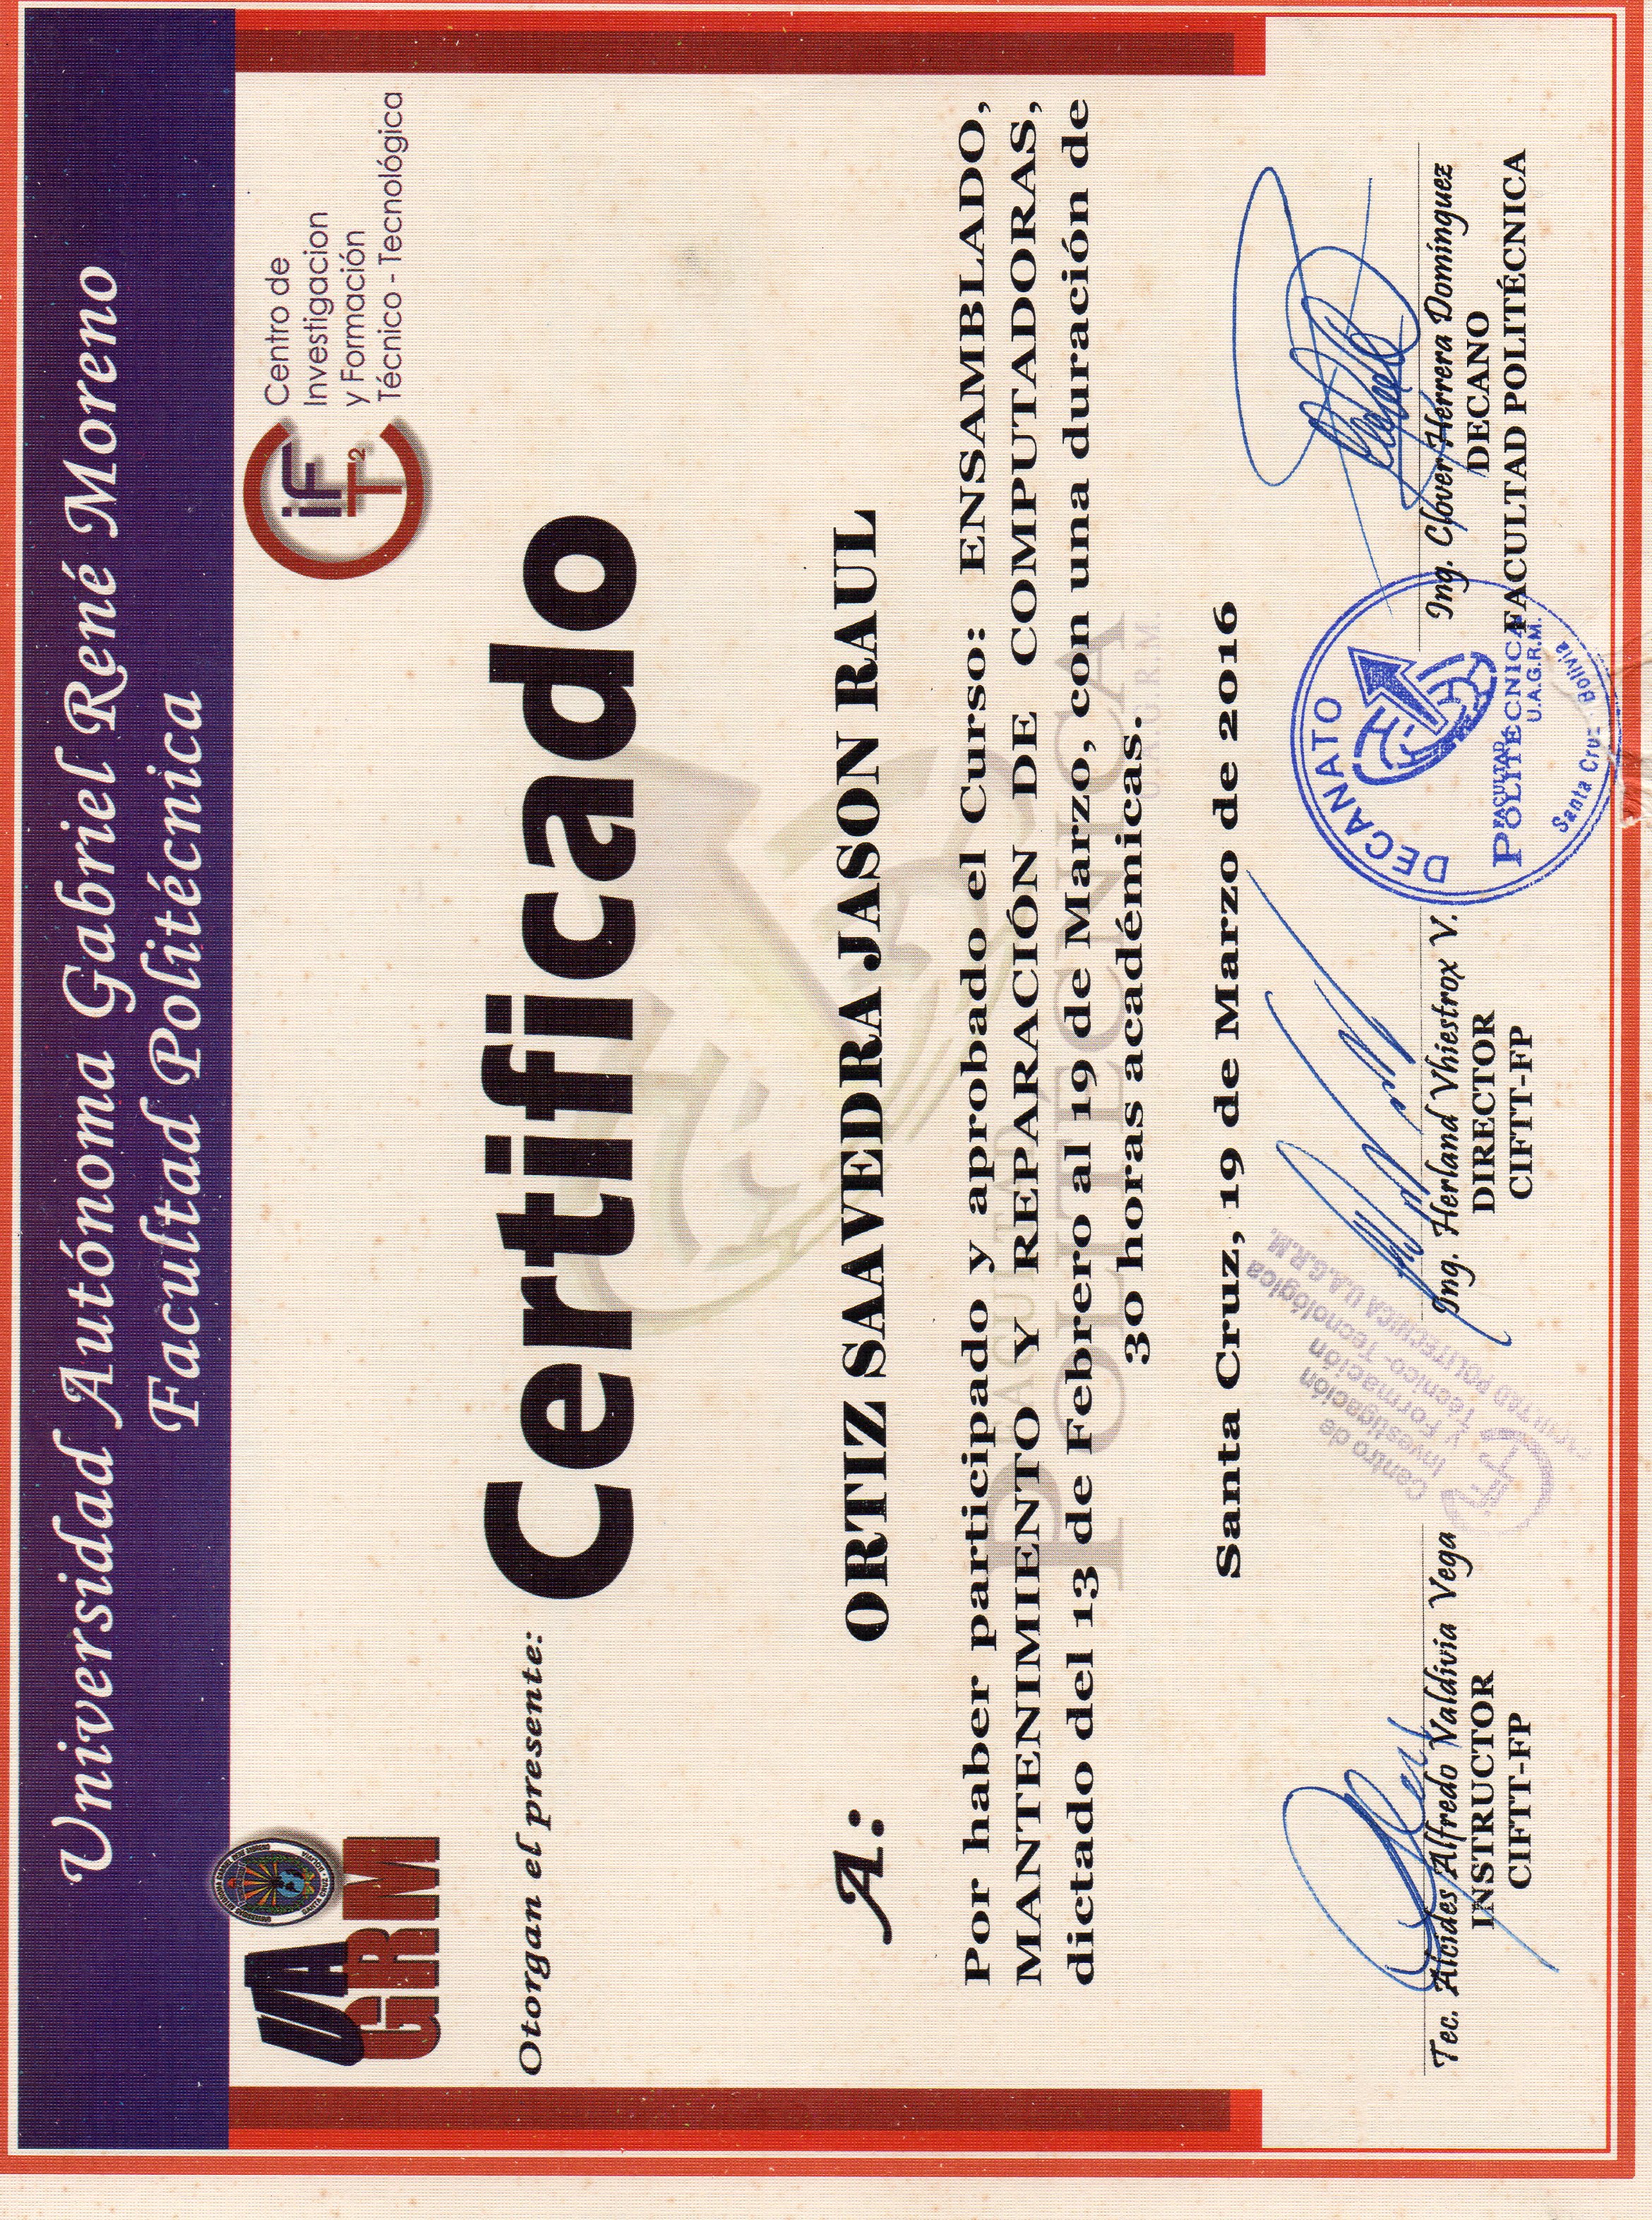 Universidad Autónoma Gabriel René Moreno
Facultad Politécnica
UA
GRM
CiFT²
Centro de
Investigacion
y Formación
Técnico - Tecnológica
Otorgan el presente:
Certificado
A: ORTIZ SAAVEDRA JASON RAUL
Por haber participado y aprobado el Curso: ENSAMBLADO,
MANTENIMIENTO Y REPARACIÓN DE COMPUTADORAS,
dictado del 13 de Febrero al 19 de Marzo, con una duración de
30 horas académicas.
FACULTAD
POLITÉCNICA
U.A.G.R.M.
Santa Cruz, 19 de Marzo de 2016
Tec. Alcides Alfredo Valdivia Vega
INSTRUCTOR
CIFTT-FP
Centro de
Investigación
y Formación
Técnico- Tecnológica
FACULTAD POLITECNICA U.A.G.R.M.
Ing. Herland Vhiestrox V.
DIRECTOR
CIFTT-FP
DECANATO
FACULTAD
POLITÉCNICA
U.A.G.R.M.
Santa Cruz - Bolivia
Ing. Clover Herrera Domínguez
DECANO
FACULTAD POLITÉCNICA